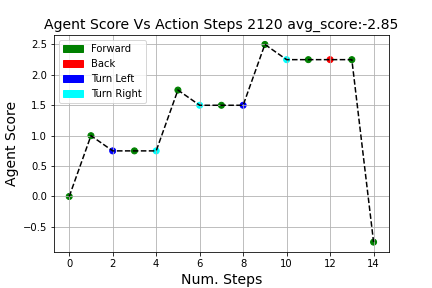 Agent Score Vs Action Steps 2120 avg_score:-2.85
2.5
2.0
1.5
1.0
0.5
0.0
−0.5
Agent Score
Forward
Back
Turn Left
Turn Right
0 2 4 6 8 10 12 14
Num. Steps